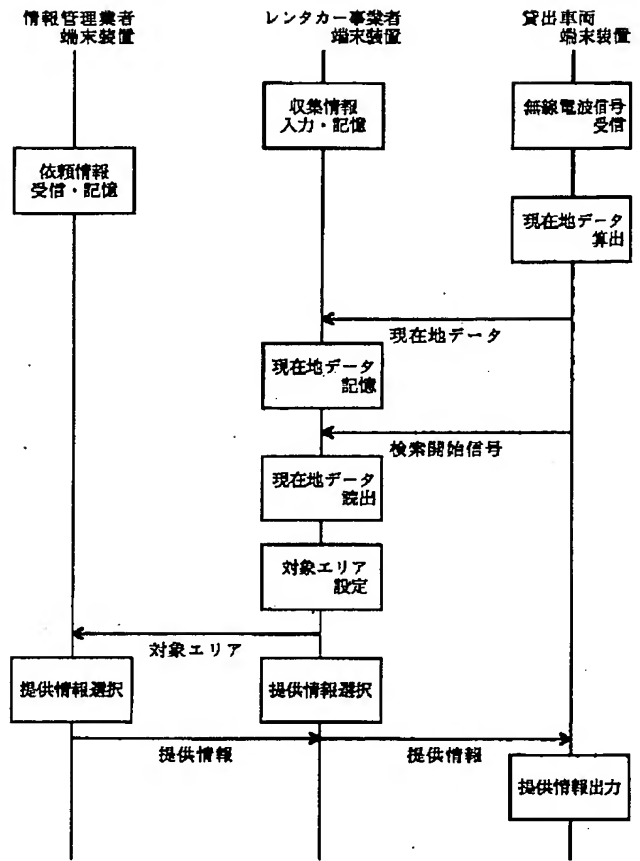 情報管理業者
端末装置
レンタカー事業者
端末装置
貸出車両
端末装置
収集情報
入力・記憶
無線電波信号
受信
依頼情報
受信・記憶
現在地データ
算出
現在地データ
現在地データ
記憶
検索開始信号
現在地データ
読出
対象エリア
設定
対象エリア
提供情報選択
提供情報選択
提供情報
提供情報
提供情報出力